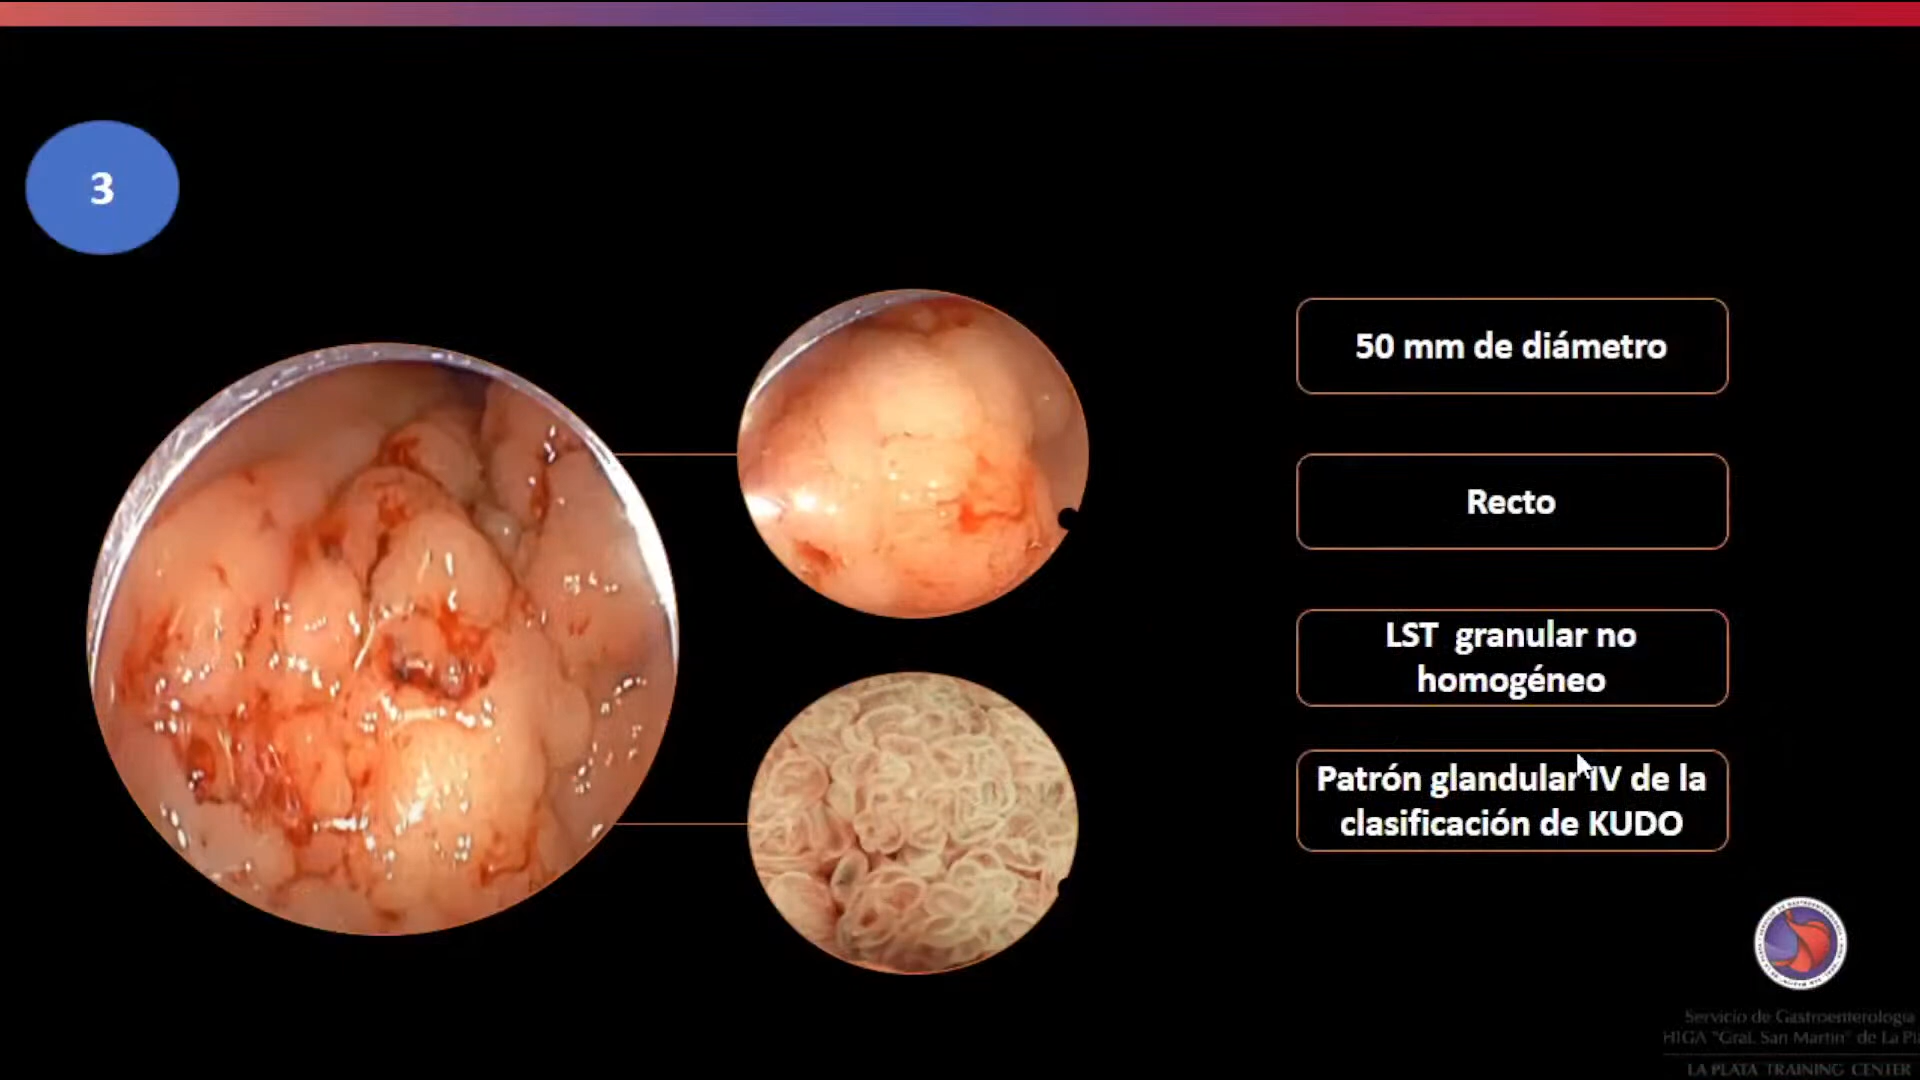 3
50 mm de diámetro
Recto
LST granular no
homogéneo
Patrón glandular IV de la
clasificación de KUDO
Servicio de Gastroenterología
HIGA "Gral. San Martín" de La Pl
LA PLATA TRAINING CENTER